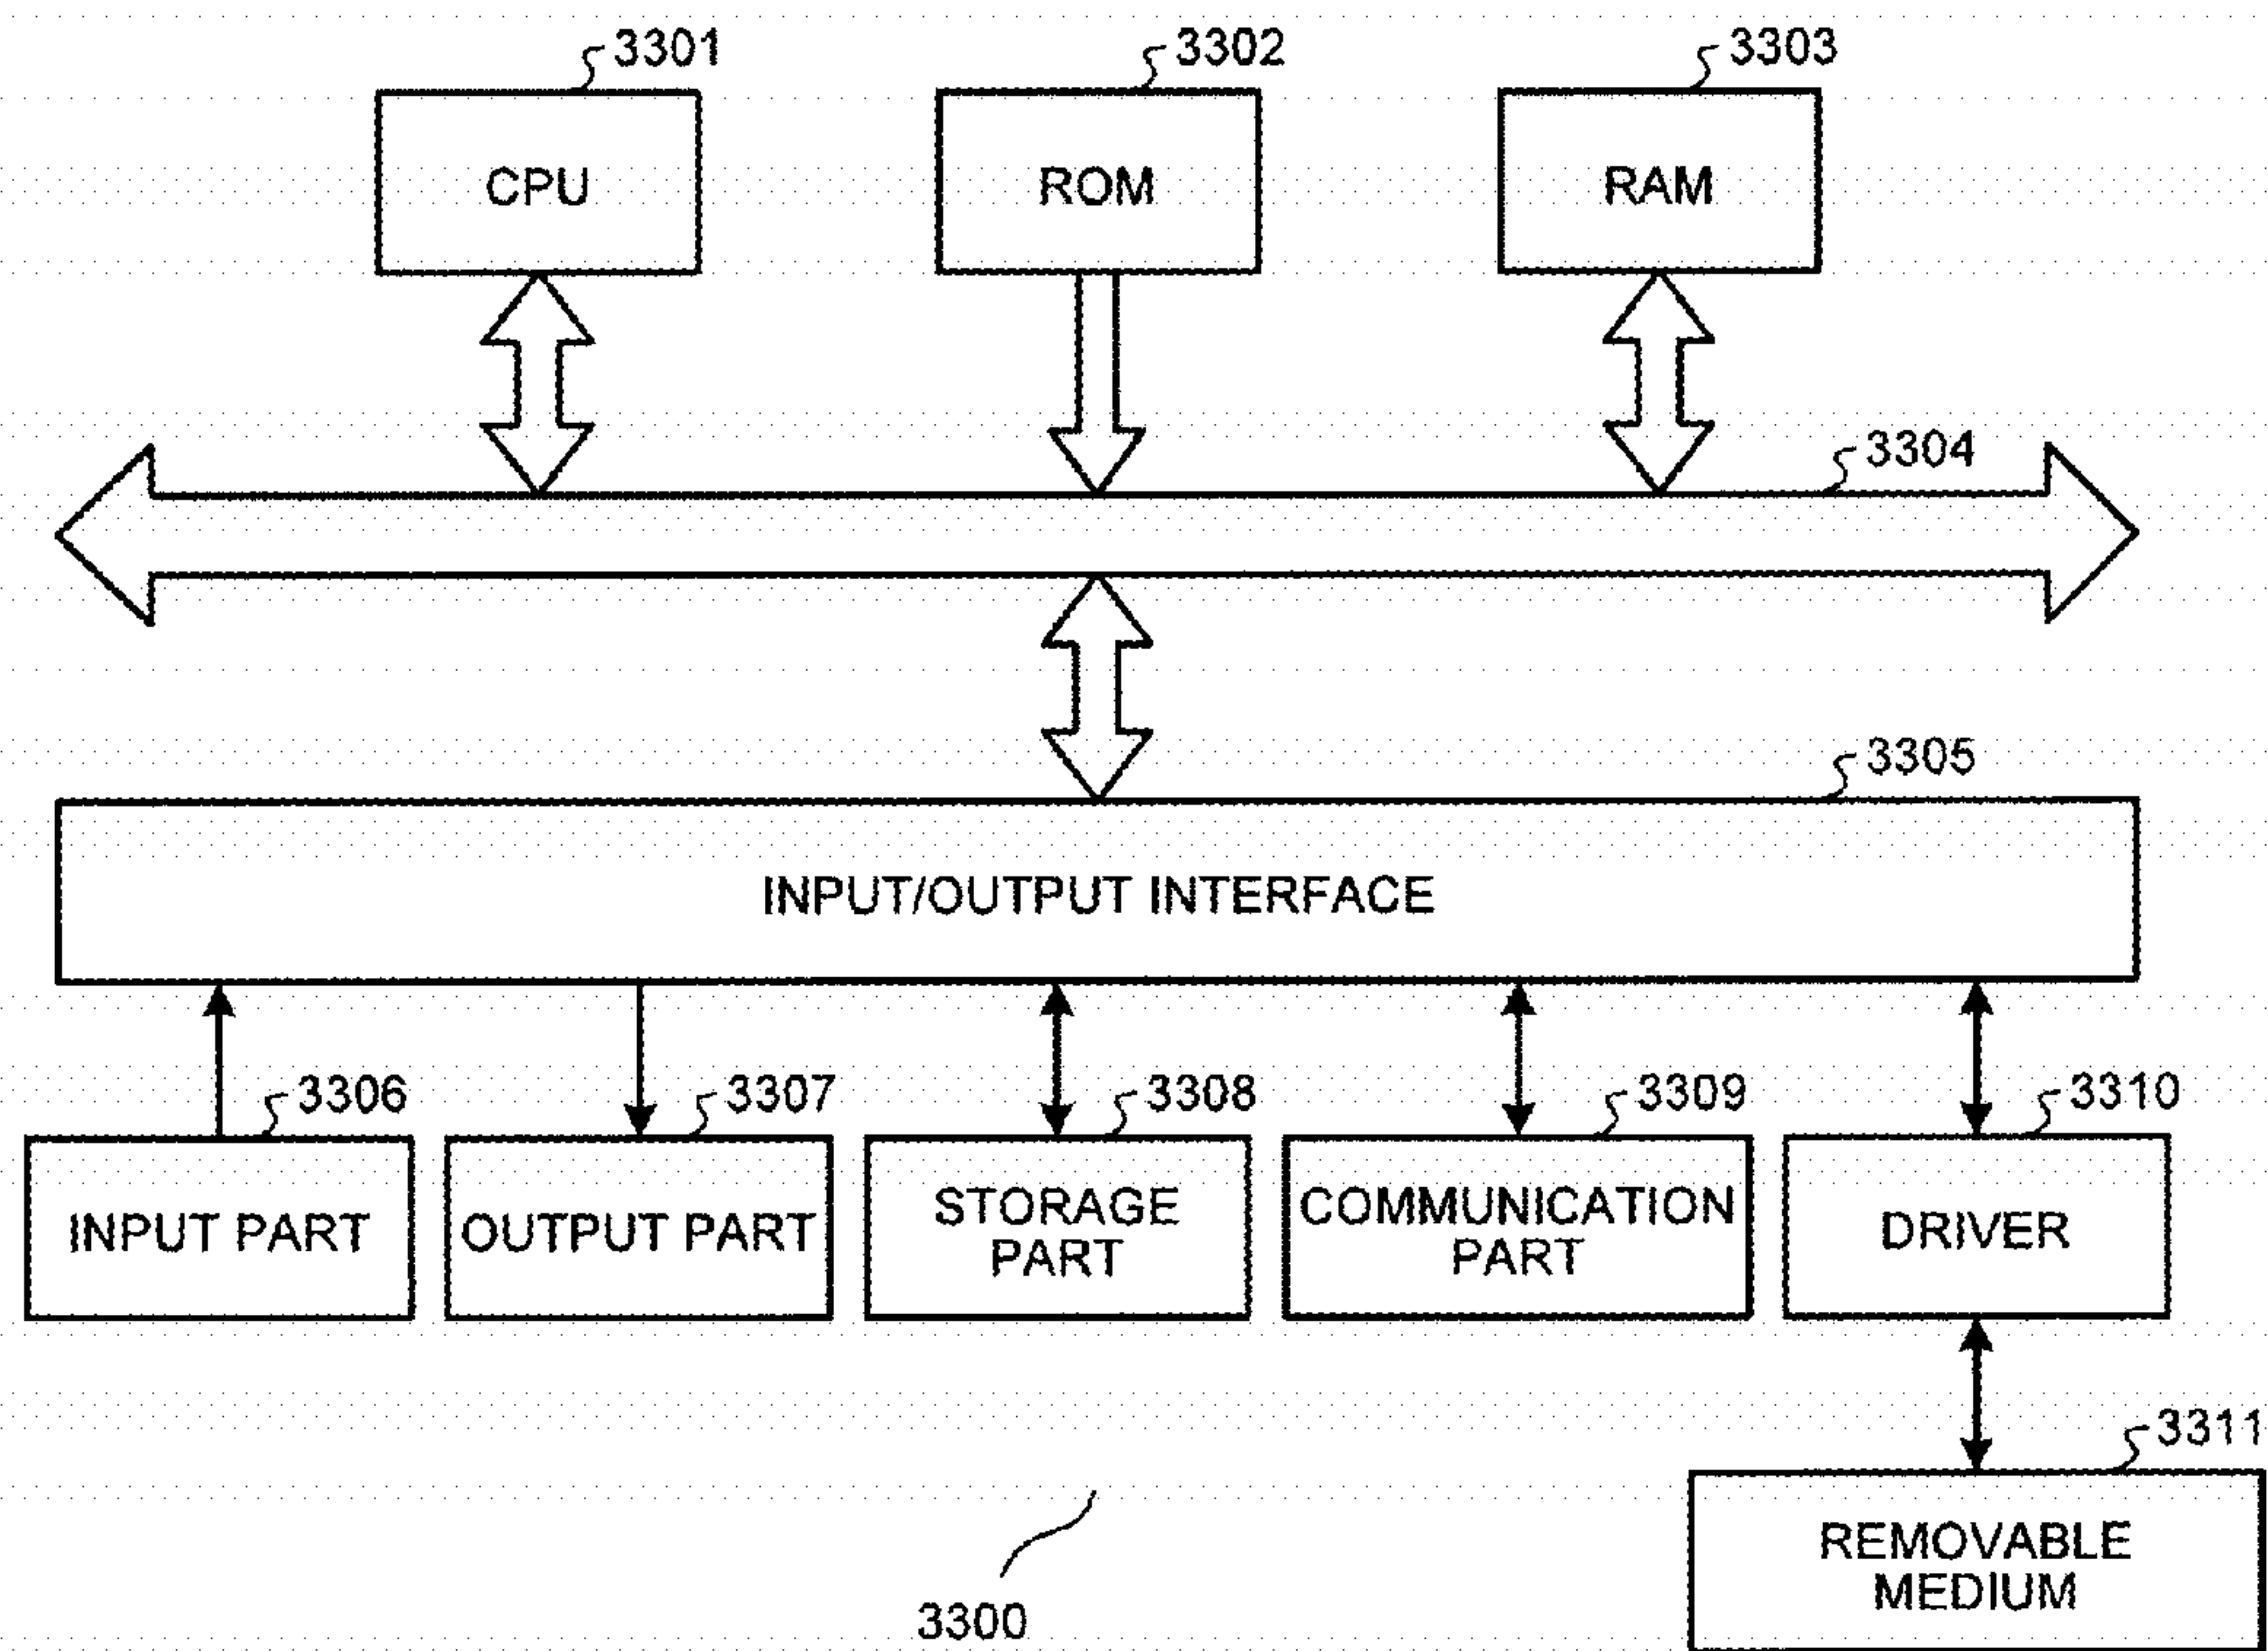 3301
3302
3303
CPU
ROM
RAM
3304
3305
INPUT/OUTPUT INTERFACE
3306
3307
3308
3309
3310
INPUT PART
OUTPUT PART
STORAGE
PART
COMMUNICATION
PART
DRIVER
3311
REMOVABLE
MEDIUM
3300